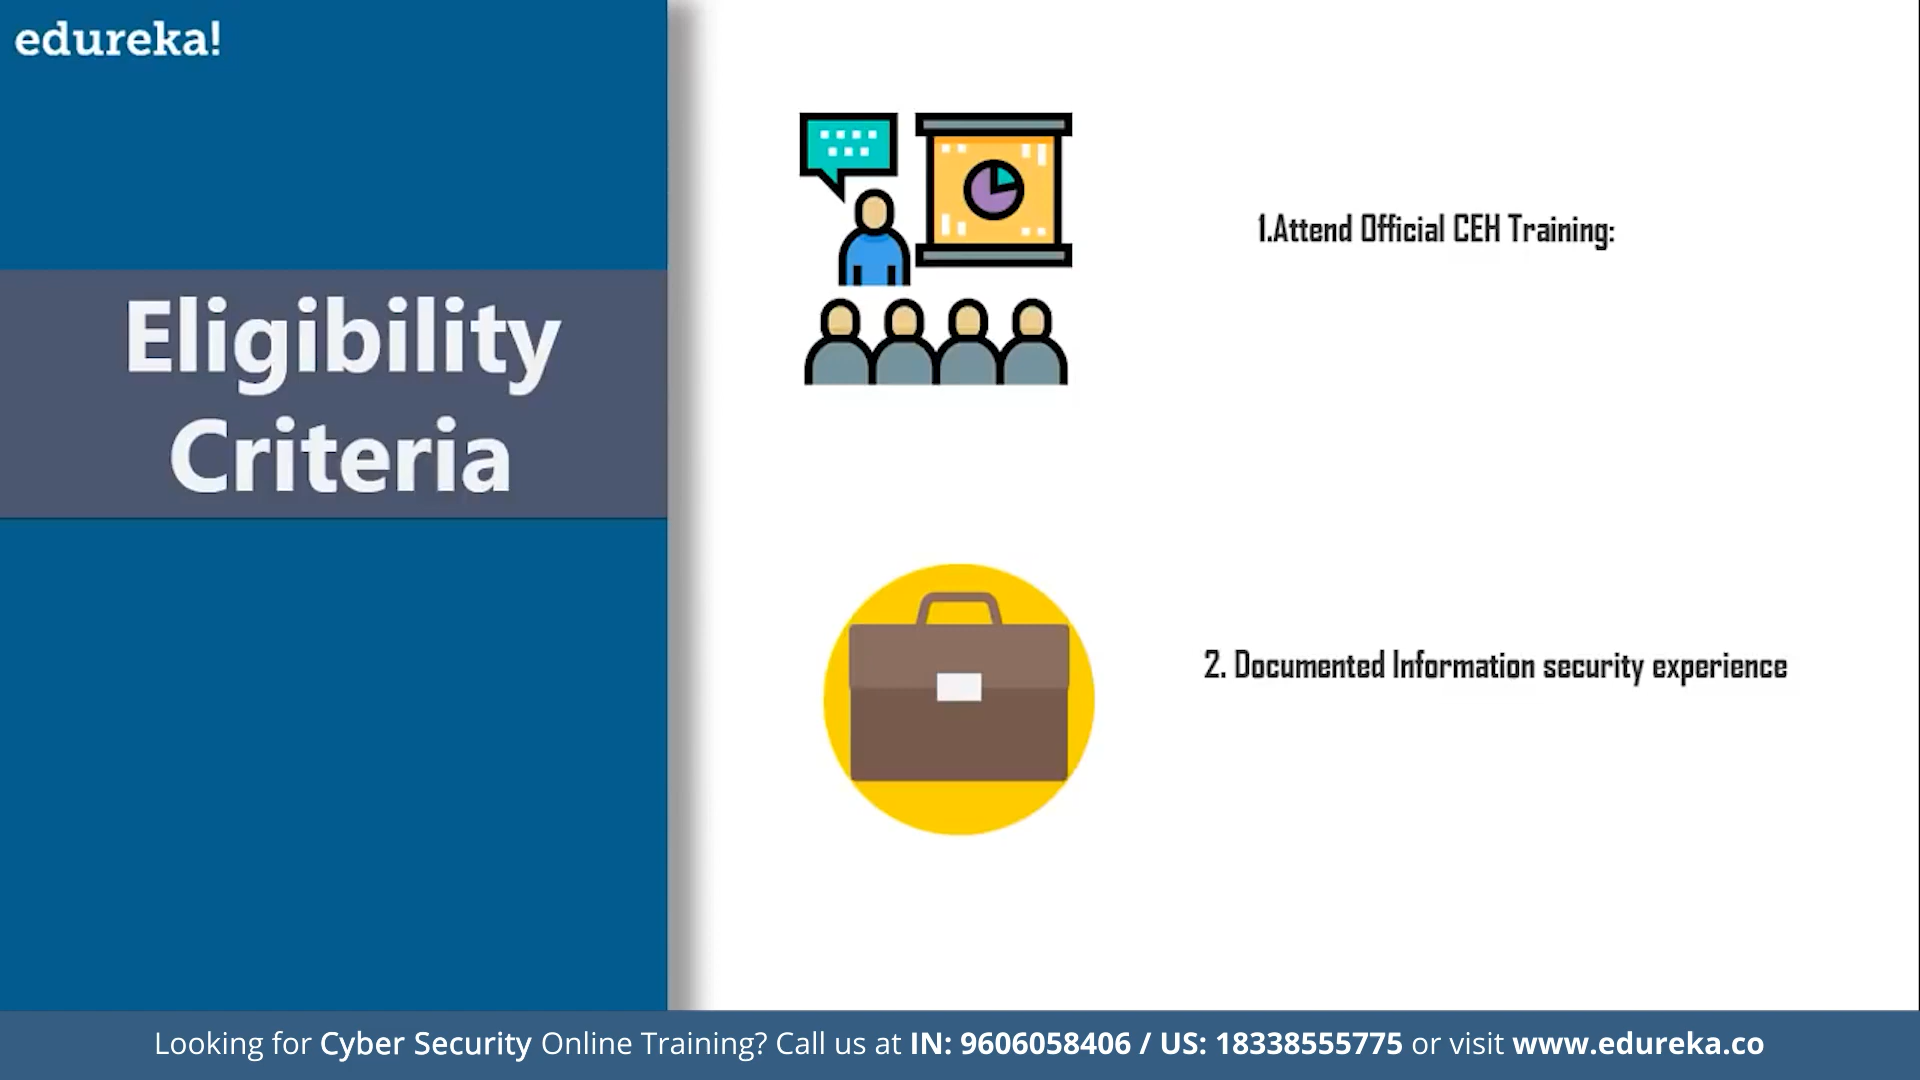 edureka!
Eligibility
Criteria
1.Attend Official CEH Training:
2. Documented Information security experience
Looking for Cyber Security Online Training? Call us at IN: 9606058406 / US: 18338555775 or visit www.edureka.co